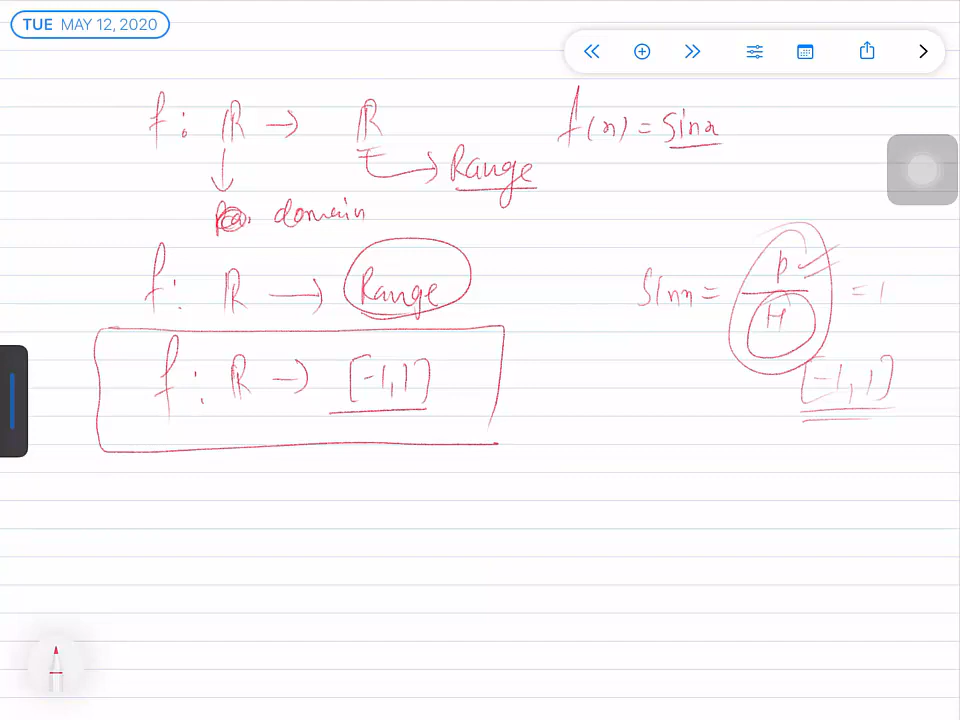 TUE MAY 12, 2020
f : ℝ → ℝ f(x) = sinx
Range
domain
f : ℝ → Range
sinx = P/H = 1
f : ℝ → [-1,1]
[-1,1]